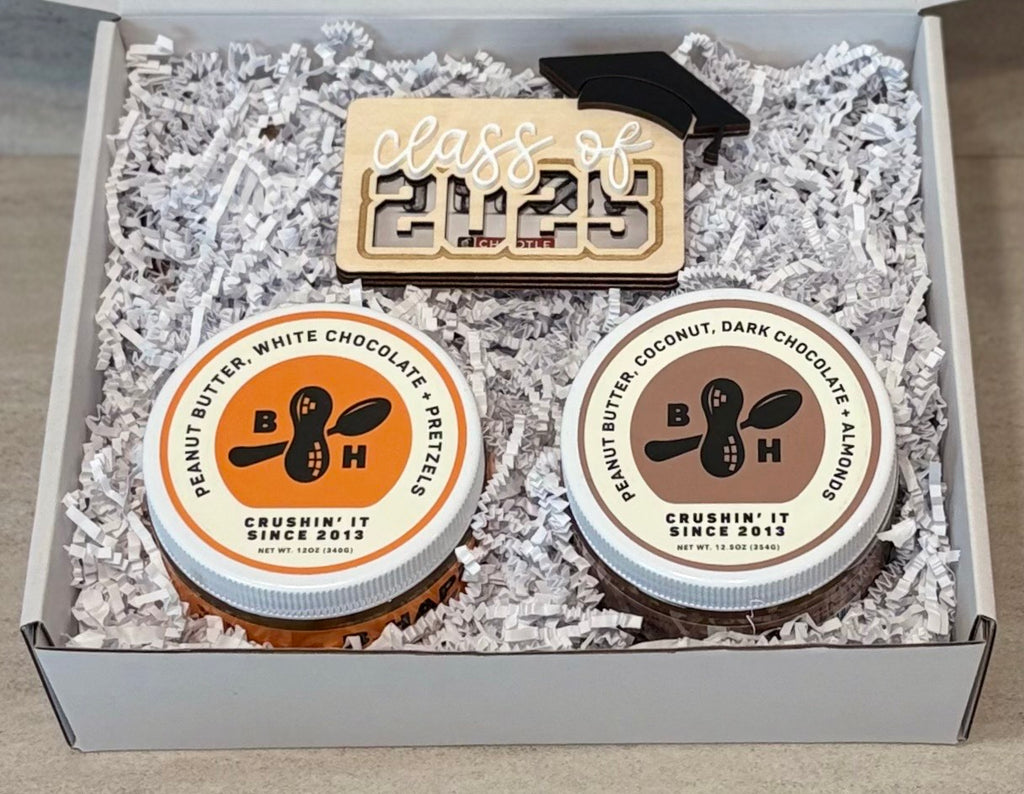 class of
2025
PEANUT BUTTER, WHITE CHOCOLATE + PRETZELS
B
H
CRUSHIN' IT
SINCE 2013
NET WT. 12OZ (340G)
PEANUT BUTTER, COCONUT, DARK CHOCOLATE + ALMONDS
B
H
CRUSHIN' IT
SINCE 2013
NET WT. 12.5OZ (354G)